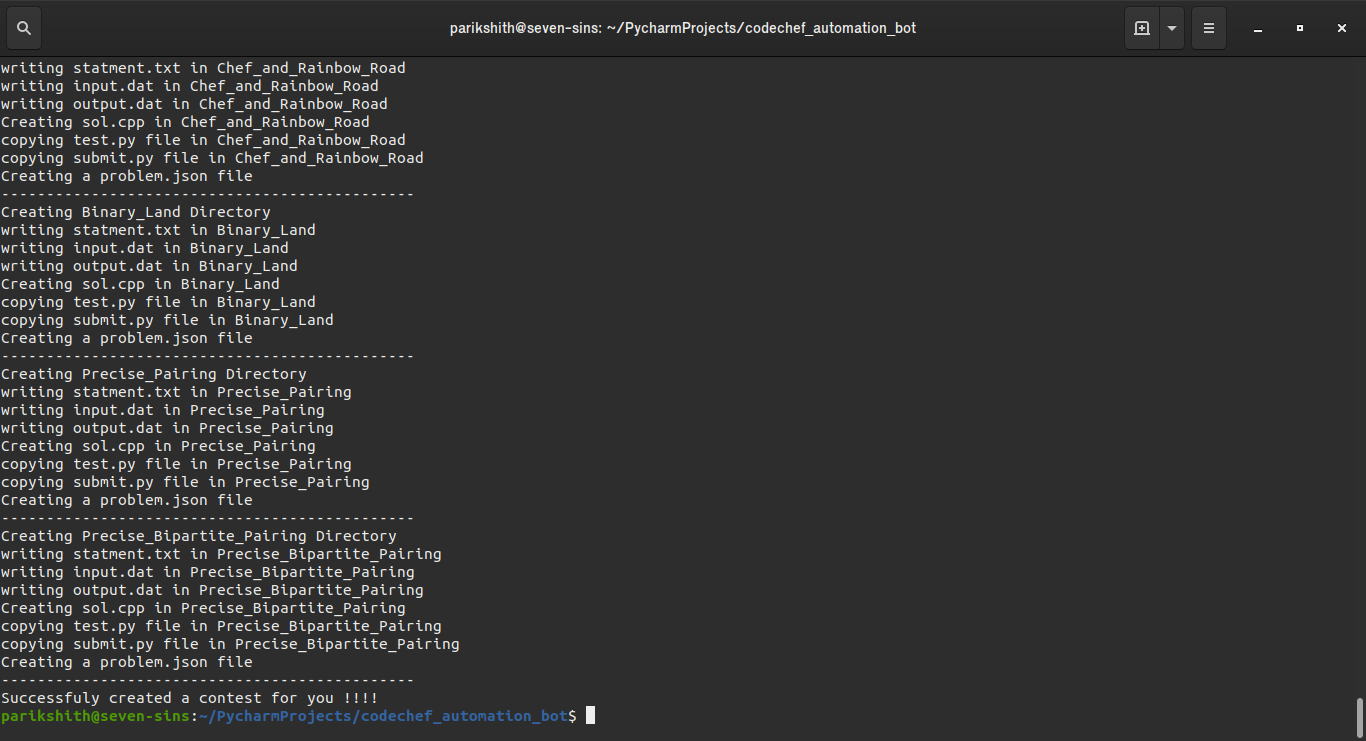 parikshith@seven-sins: ~/PycharmProjects/codechef_automation_bot
writing statment.txt in Chef_and_Rainbow_Road
writing input.dat in Chef_and_Rainbow_Road
writing output.dat in Chef_and_Rainbow_Road
Creating sol.cpp in Chef_and_Rainbow_Road
copying test.py file in Chef_and_Rainbow_Road
copying submit.py file in Chef_and_Rainbow_Road
Creating a problem.json file
----------------------------------------------
Creating Binary_Land Directory
writing statment.txt in Binary_Land
writing input.dat in Binary_Land
writing output.dat in Binary_Land
Creating sol.cpp in Binary_Land
copying test.py file in Binary_Land
copying submit.py file in Binary_Land
Creating a problem.json file
----------------------------------------------
Creating Precise_Pairing Directory
writing statment.txt in Precise_Pairing
writing input.dat in Precise_Pairing
writing output.dat in Precise_Pairing
Creating sol.cpp in Precise_Pairing
copying test.py file in Precise_Pairing
copying submit.py file in Precise_Pairing
Creating a problem.json file
----------------------------------------------
Creating Precise_Bipartite_Pairing Directory
writing statment.txt in Precise_Bipartite_Pairing
writing input.dat in Precise_Bipartite_Pairing
writing output.dat in Precise_Bipartite_Pairing
Creating sol.cpp in Precise_Bipartite_Pairing
copying test.py file in Precise_Bipartite_Pairing
copying submit.py file in Precise_Bipartite_Pairing
Creating a problem.json file
----------------------------------------------
Successfuly created a contest for you !!!!
parikshith@seven-sins:~/PycharmProjects/codechef_automation_bot$